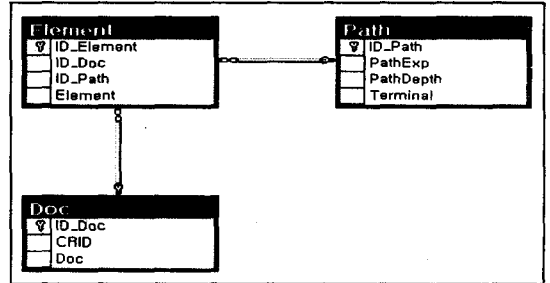 Element
ID_Element
ID_Doc
ID_Path
Element
Path
ID_Path
PathExp
PathDepth
Terminal
Doc
ID_Doc
CRID
Doc